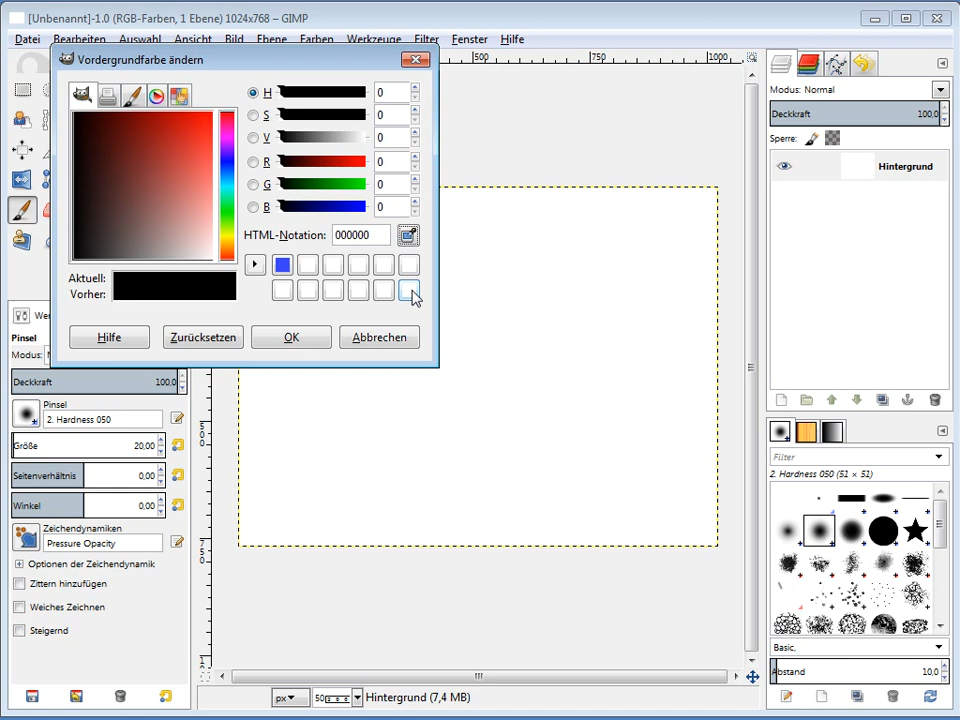 [Unbenannt]-1.0 (RGB-Farben, 1 Ebene) 1024x768 – GIMP
Datei Bearbeiten Auswahl Ansicht Bild Ebene Farben Werkzeuge Filter Fenster Hilfe
Vordergrundfarbe ändern
500 750 1000
H 0
S 0
V 0
R 0
G 0
B 0
HTML-Notation: 000000
Aktuell:
Vorher:
Hilfe Zurücksetzen OK Abbrechen
Pinsel
Modus:
Deckkraft 100,0
Pinsel
2. Hardness 050
Größe 20,00
Seitenverhältnis 0,00
Winkel 0,00
Zeichendynamiken
Pressure Opacity
Optionen der Zeichendynamik
Zittern hinzufügen
Weiches Zeichnen
Steigernd
500
750
px
Hintergrund (7,4 MB)
Modus: Normal
Deckkraft 100,0
Sperre:
Hintergrund
Filter
2. Hardness 050 (51 × 51)
Basic,
Abstand 10,0